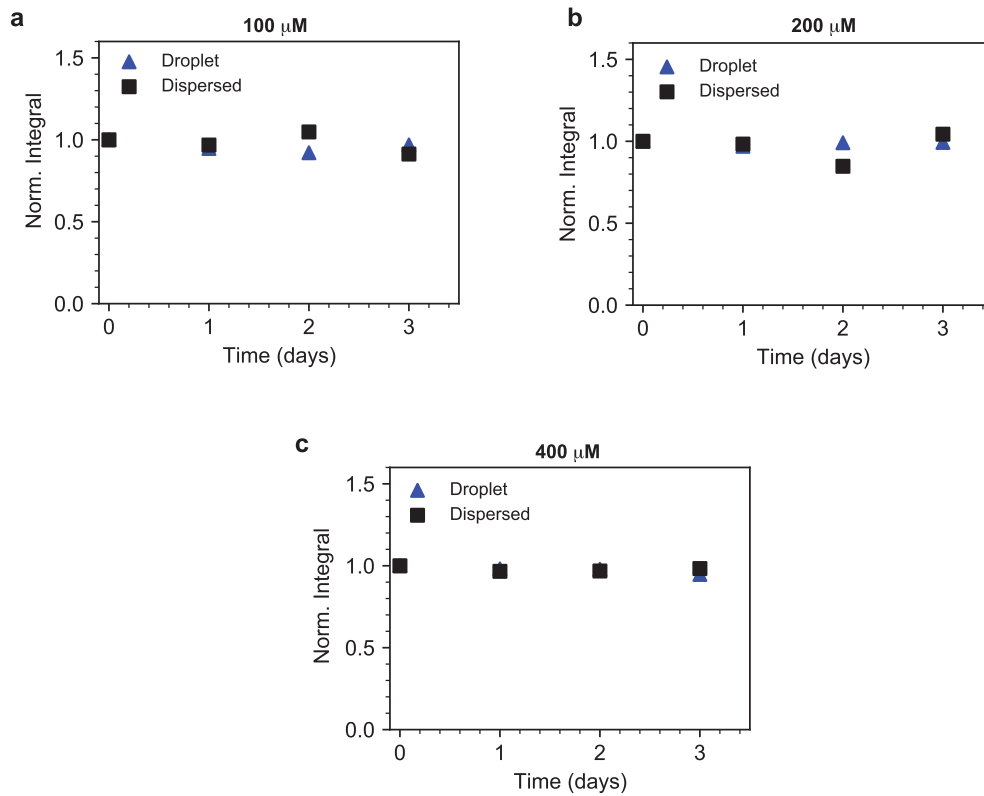 a
100 μM
1.5
1.0
0.5
0.0
Norm. Integral
Droplet
Dispersed
0 1 2 3
Time (days)
b
200 μM
1.5
1.0
0.5
0.0
Norm. Integral
Droplet
Dispersed
0 1 2 3
Time (days)
c
400 μM
1.5
1.0
0.5
0.0
Norm. Integral
Droplet
Dispersed
0 1 2 3
Time (days)